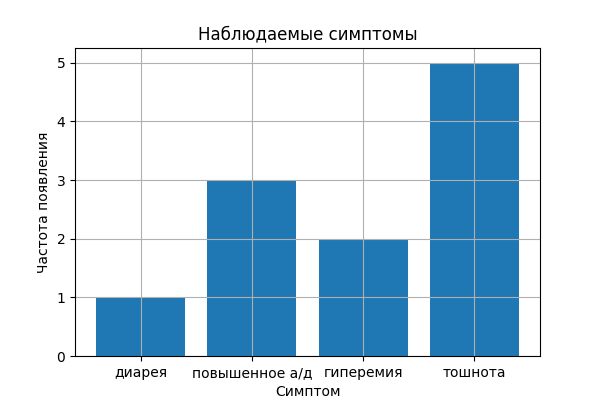 Наблюдаемые симптомы
5
4
3
2
1
0
Частота появления
диарея повышенное а/д гиперемия тошнота
Симптом